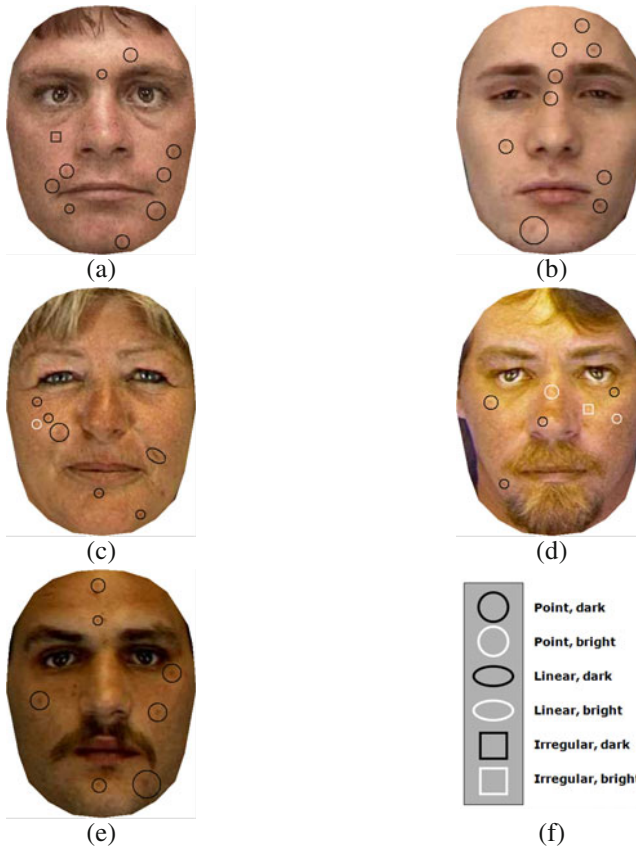 (a)
(b)
(c)
(d)
Point, dark
Point, bright
Linear, dark
Linear, bright
Irregular, dark
Irregular, bright
(e)
(f)